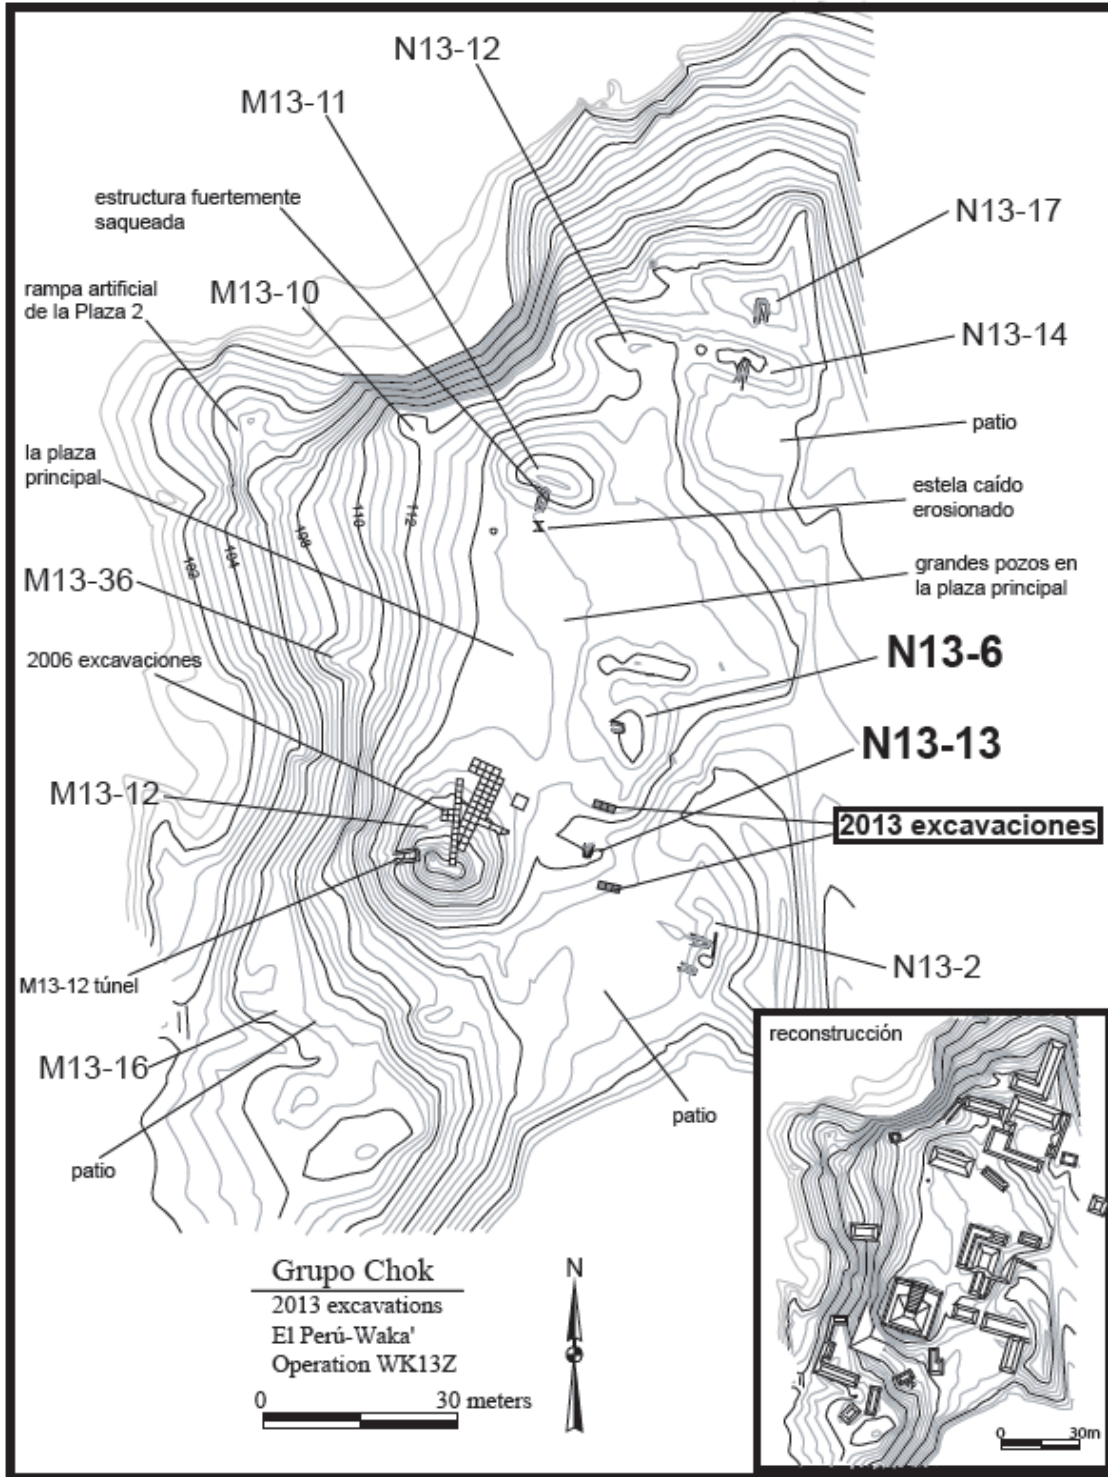 N13-12
M13-11
estructura fuertemente
saqueada
N13-17
rampa artificial
de la Plaza 2
M13-10
N13-14
patio
la plaza
principal
estela caído
erosionado
102
104
108
110
112
grandes pozos en
la plaza principal
M13-36
2006 excavaciones
N13-6
N13-13
M13-12
2013 excavaciones
M13-12 túnel
N13-2
M13-16
patio
patio
reconstrucción
Grupo Chok
2013 excavations
El Perú-Waka'
Operation WK13Z
0 30 meters
N
0 30m